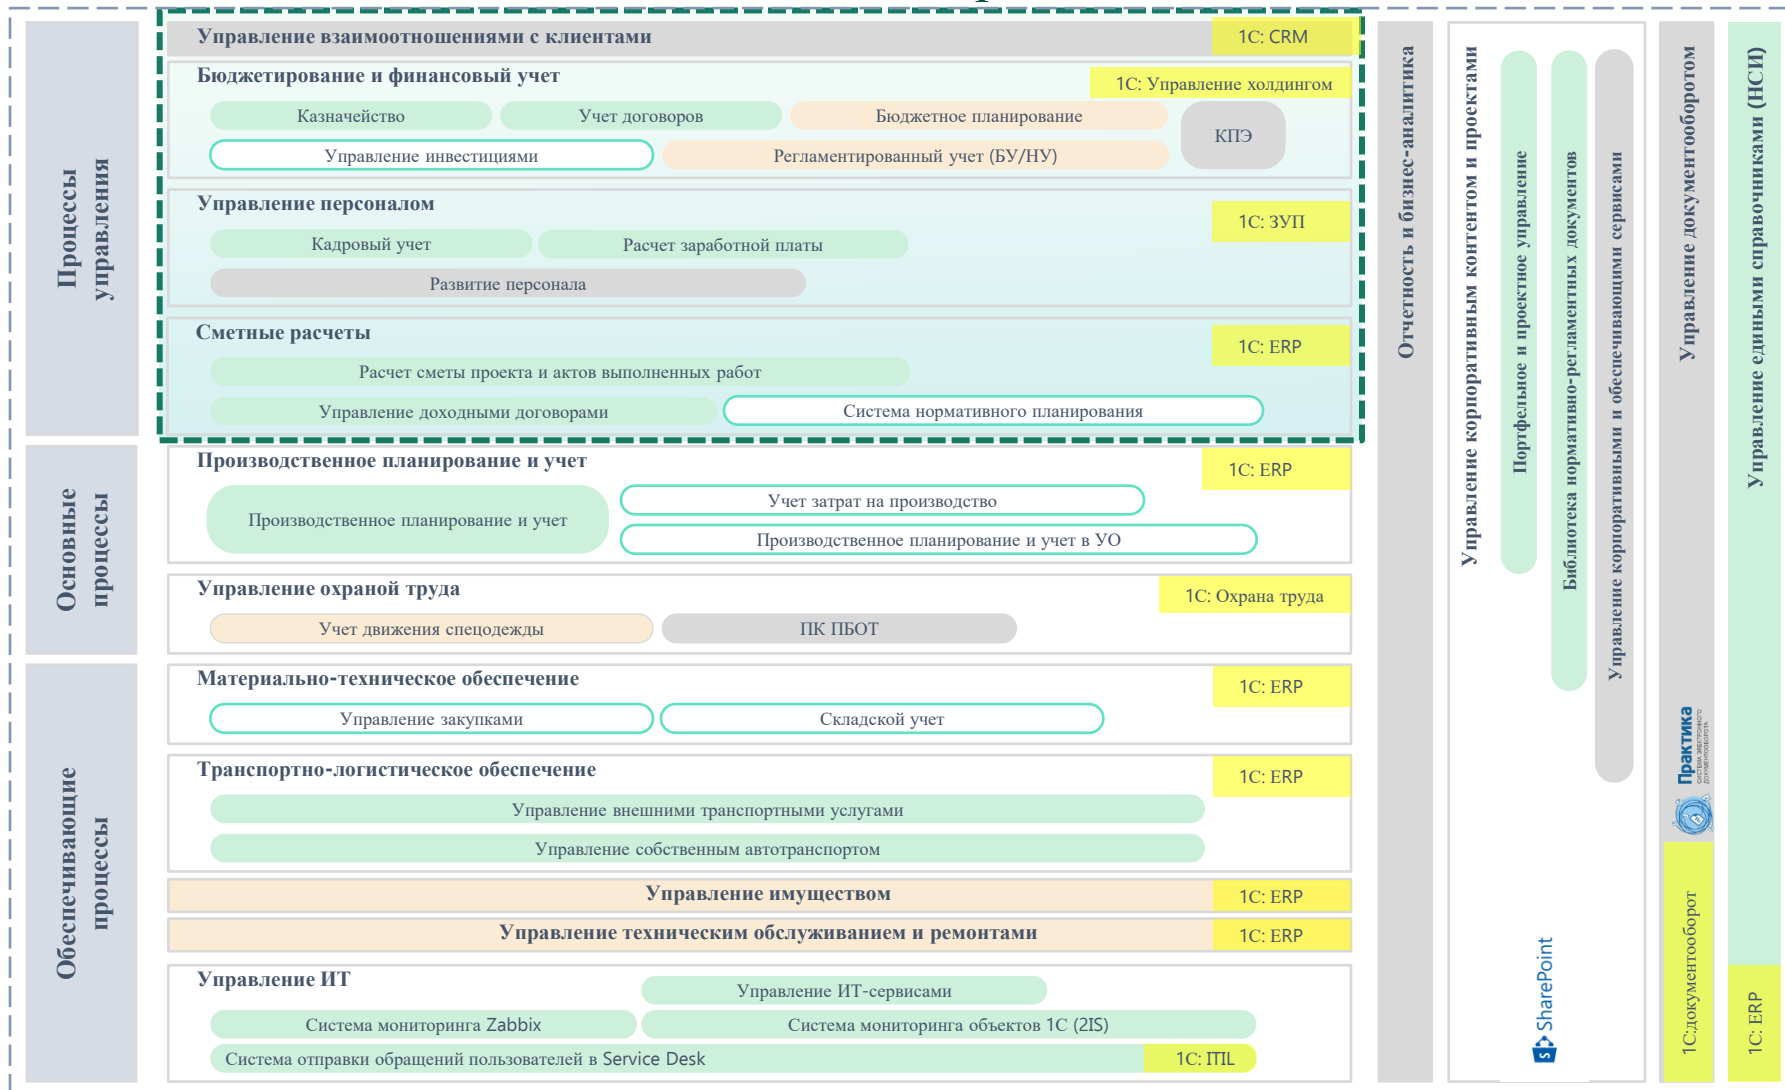 Процессы
управления
Управление взаимоотношениями с клиентами
1С: CRM
Бюджетирование и финансовый учет
1С: Управление холдингом
Казначейство
Учет договоров
Бюджетное планирование
КПЭ
Управление инвестициями
Регламентированный учет (БУ/НУ)
Управление персоналом
1С: ЗУП
Кадровый учет
Расчет заработной платы
Развитие персонала
Сметные расчеты
1С: ERP
Расчет сметы проекта и актов выполненных работ
Управление доходными договорами
Система нормативного планирования
Основные
процессы
Производственное планирование и учет
1С: ERP
Производственное планирование и учет
Учет затрат на производство
Производственное планирование и учет в УО
Управление охраной труда
1С: Охрана труда
Учет движения спецодежды
ПК ПБОТ
Обеспечивающие
процессы
Материально-техническое обеспечение
1С: ERP
Управление закупками
Складской учет
Транспортно-логистическое обеспечение
1С: ERP
Управление внешними транспортными услугами
Управление собственным автотранспортом
Управление имуществом
1С: ERP
Управление техническим обслуживанием и ремонтами
1С: ERP
Управление ИТ
Управление ИТ-сервисами
Система мониторинга Zabbix
Система мониторинга объектов 1С (2IS)
Система отправки обращений пользователей в Service Desk
1С: ITIL
Отчетность и бизнес-аналитика
Управление корпоративным контентом и проектами
Портфельное и проектное управление
Библиотека нормативно-регламентных документов
Управление корпоративными и обеспечивающими сервисами
S SharePoint
Управление документооборотом
Практика
СИСТЕМА ЭЛЕКТРОННОГО
ДОКУМЕНТООБОРОТА
1С:документооборот
Управление едиными справочниками (НСИ)
1С: ERP